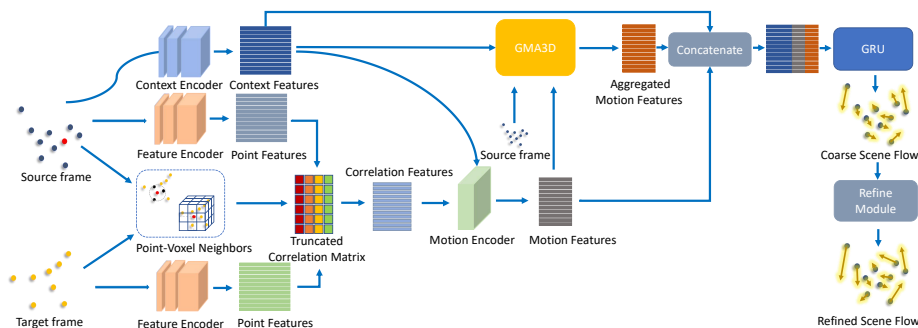 GMA3D
Concatenate
GRU
Context Encoder
Context Features
Aggregated
Motion Features
Source frame
Feature Encoder
Point Features
Source frame
Coarse Scene Flow
Correlation Features
Refine
Module
Point-Voxel Neighbors
Truncated
Correlation Matrix
Motion Encoder
Motion Features
Target frame
Feature Encoder
Point Features
Refined Scene Flow